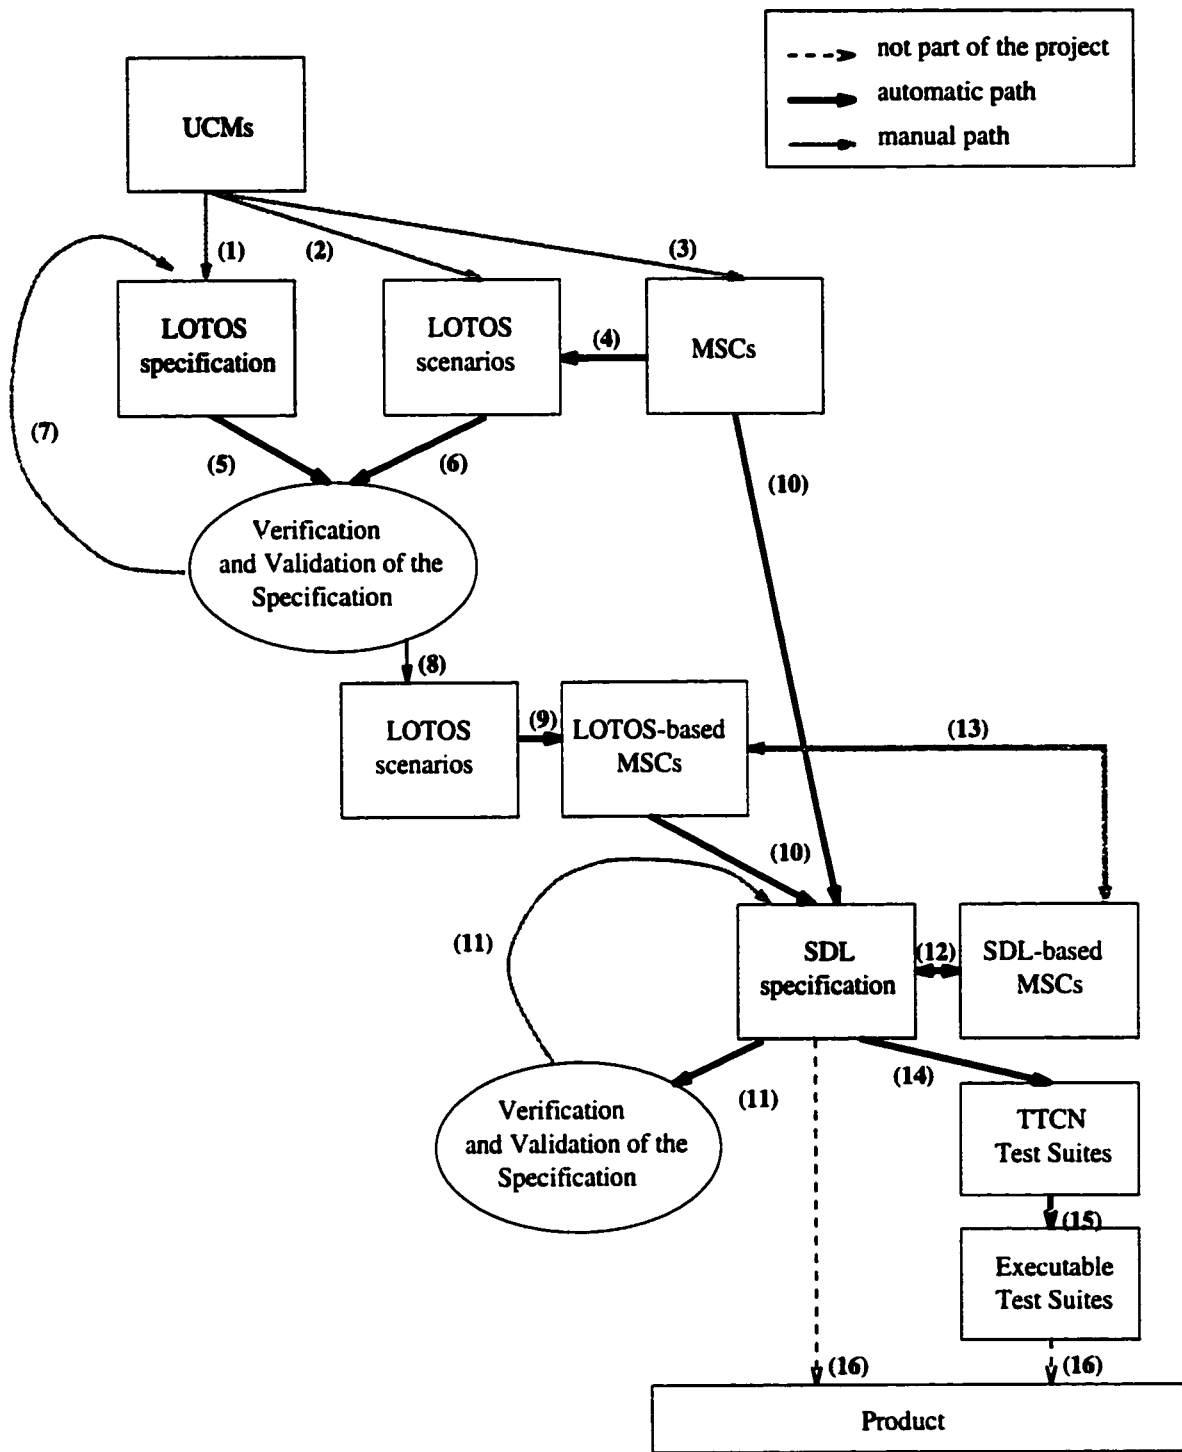 not part of the project
automatic path
manual path
UCMs
(1)
(2)
(3)
LOTOS
specification
LOTOS
scenarios
(4)
MSCs
(7)
(5)
(6)
(10)
Verification
and Validation of the
Specification
(8)
LOTOS
scenarios
(9)
LOTOS-based
MSCs
(13)
(10)
(11)
SDL
specification
(12)
SDL-based
MSCs
(11)
(14)
Verification
and Validation of the
Specification
TTCN
Test Suites
(15)
Executable
Test Suites
(16)
(16)
Product